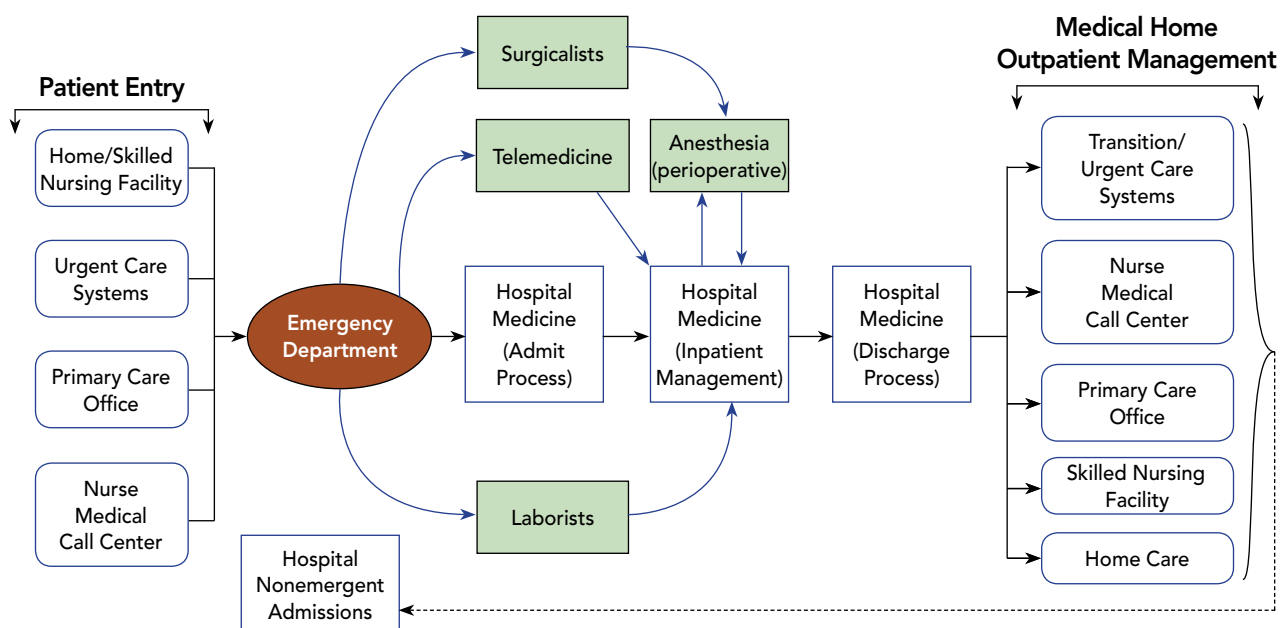 Patient Entry
Home/Skilled
Nursing Facility
Urgent Care
Systems
Primary Care
Office
Nurse
Medical
Call Center
Emergency
Department
Surgicalists
Telemedicine
Anesthesia
(perioperative)
Hospital
Medicine
(Admit
Process)
Hospital
Medicine
(Inpatient
Management)
Hospital
Medicine
(Discharge
Process)
Laborists
Hospital
Nonemergent
Admissions
Medical Home
Outpatient Management
Transition/
Urgent Care
Systems
Nurse
Medical
Call Center
Primary Care
Office
Skilled Nursing
Facility
Home Care